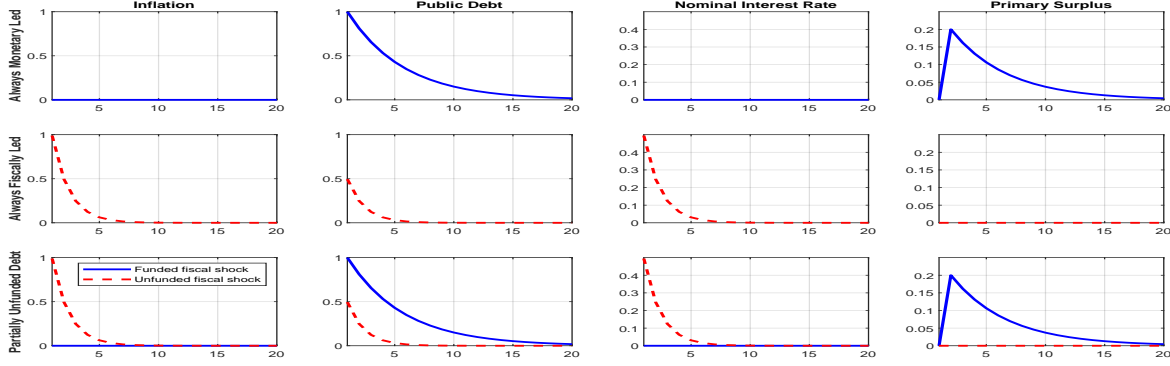 Inflation Public Debt Nominal Interest Rate Primary Surplus
Always Monetary Led
1 0.5 0 5 10 15 20
1 0.5 0 5 10 15 20
0.4 0.3 0.2 0.1 0 5 10 15 20
0.2 0.15 0.1 0.05 0 5 10 15 20
Always Fiscally Led
1 0.5 0 5 10 15 20
1 0.5 0 5 10 15 20
0.4 0.3 0.2 0.1 0 5 10 15 20
0.2 0.15 0.1 0.05 0 5 10 15 20
Partially Unfunded Debt
1 0.5 0 5 10 15 20
Funded fiscal shock
Unfunded fiscal shock
1 0.5 0 5 10 15 20
0.4 0.3 0.2 0.1 0 5 10 15 20
0.2 0.15 0.1 0.05 0 5 10 15 20